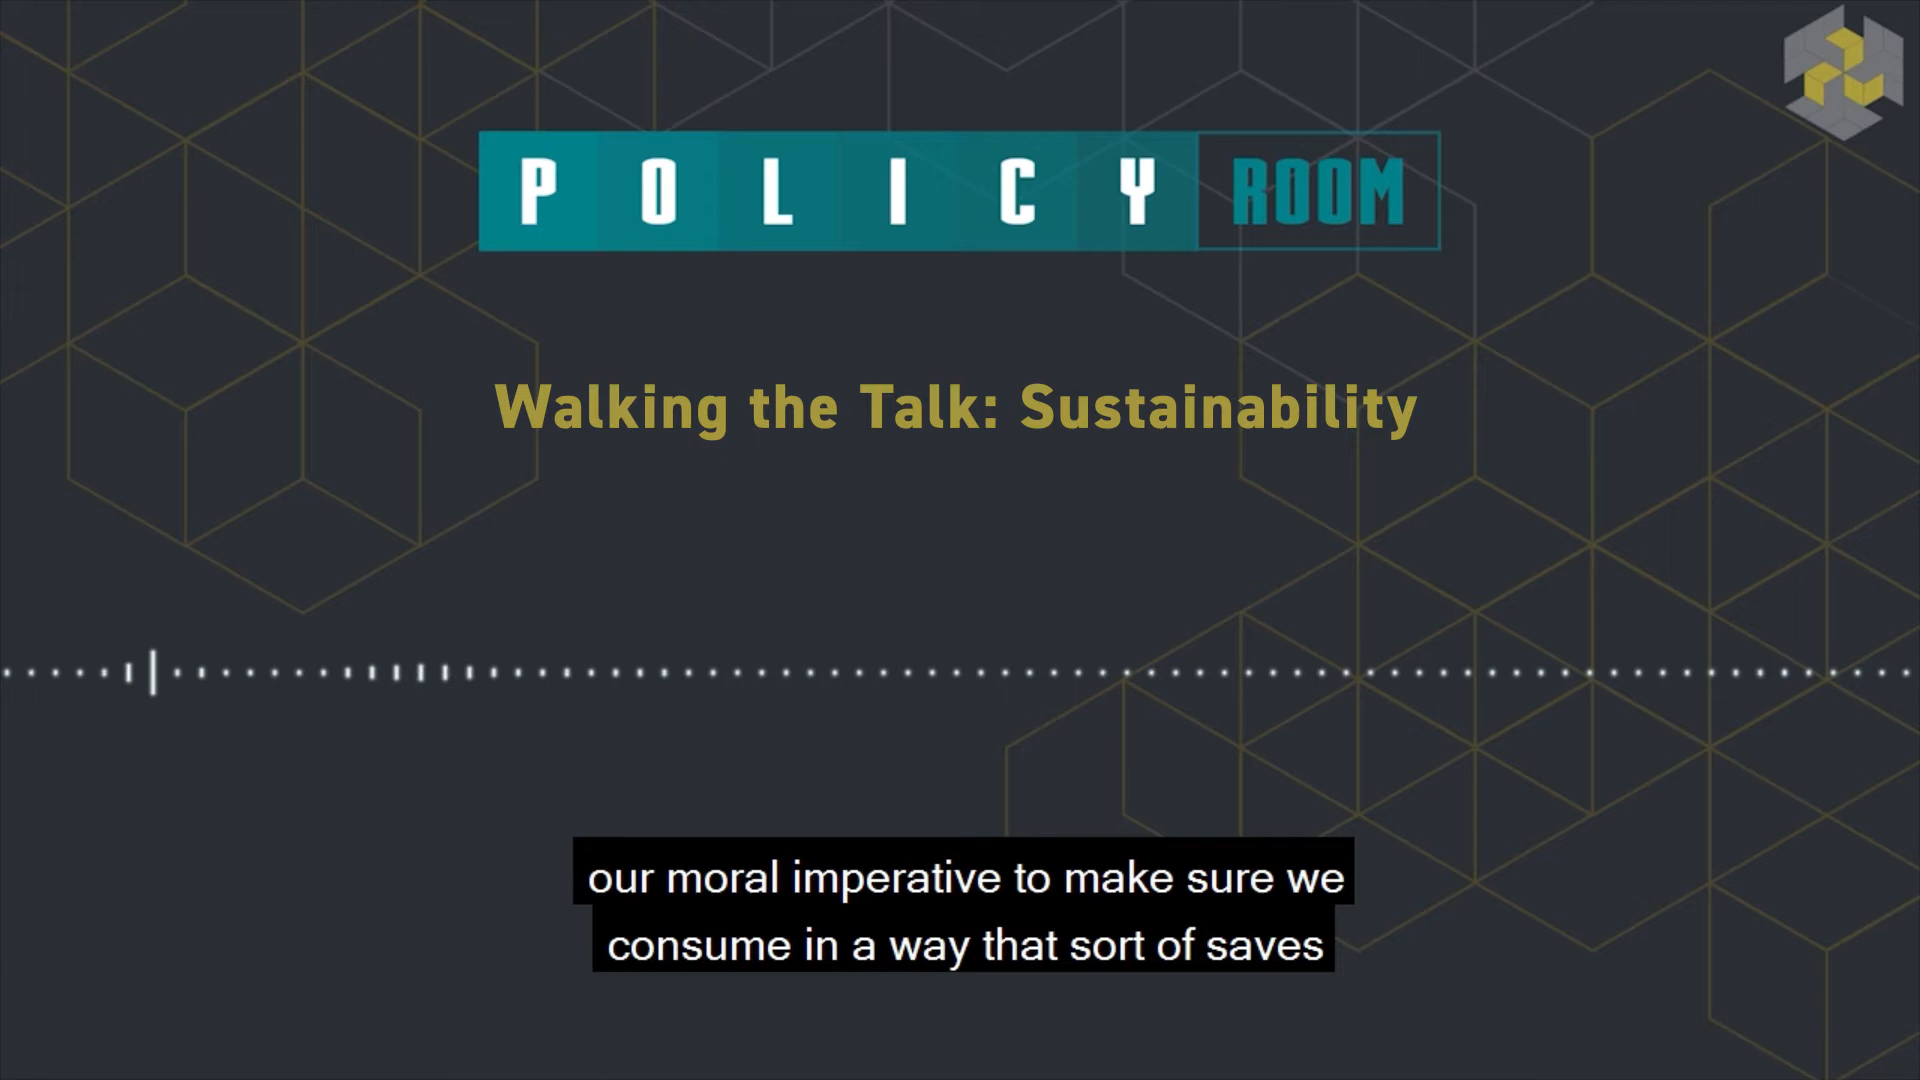 POLICY ROOM
Walking the Talk: Sustainability
our moral imperative to make sure we
consume in a way that sort of saves